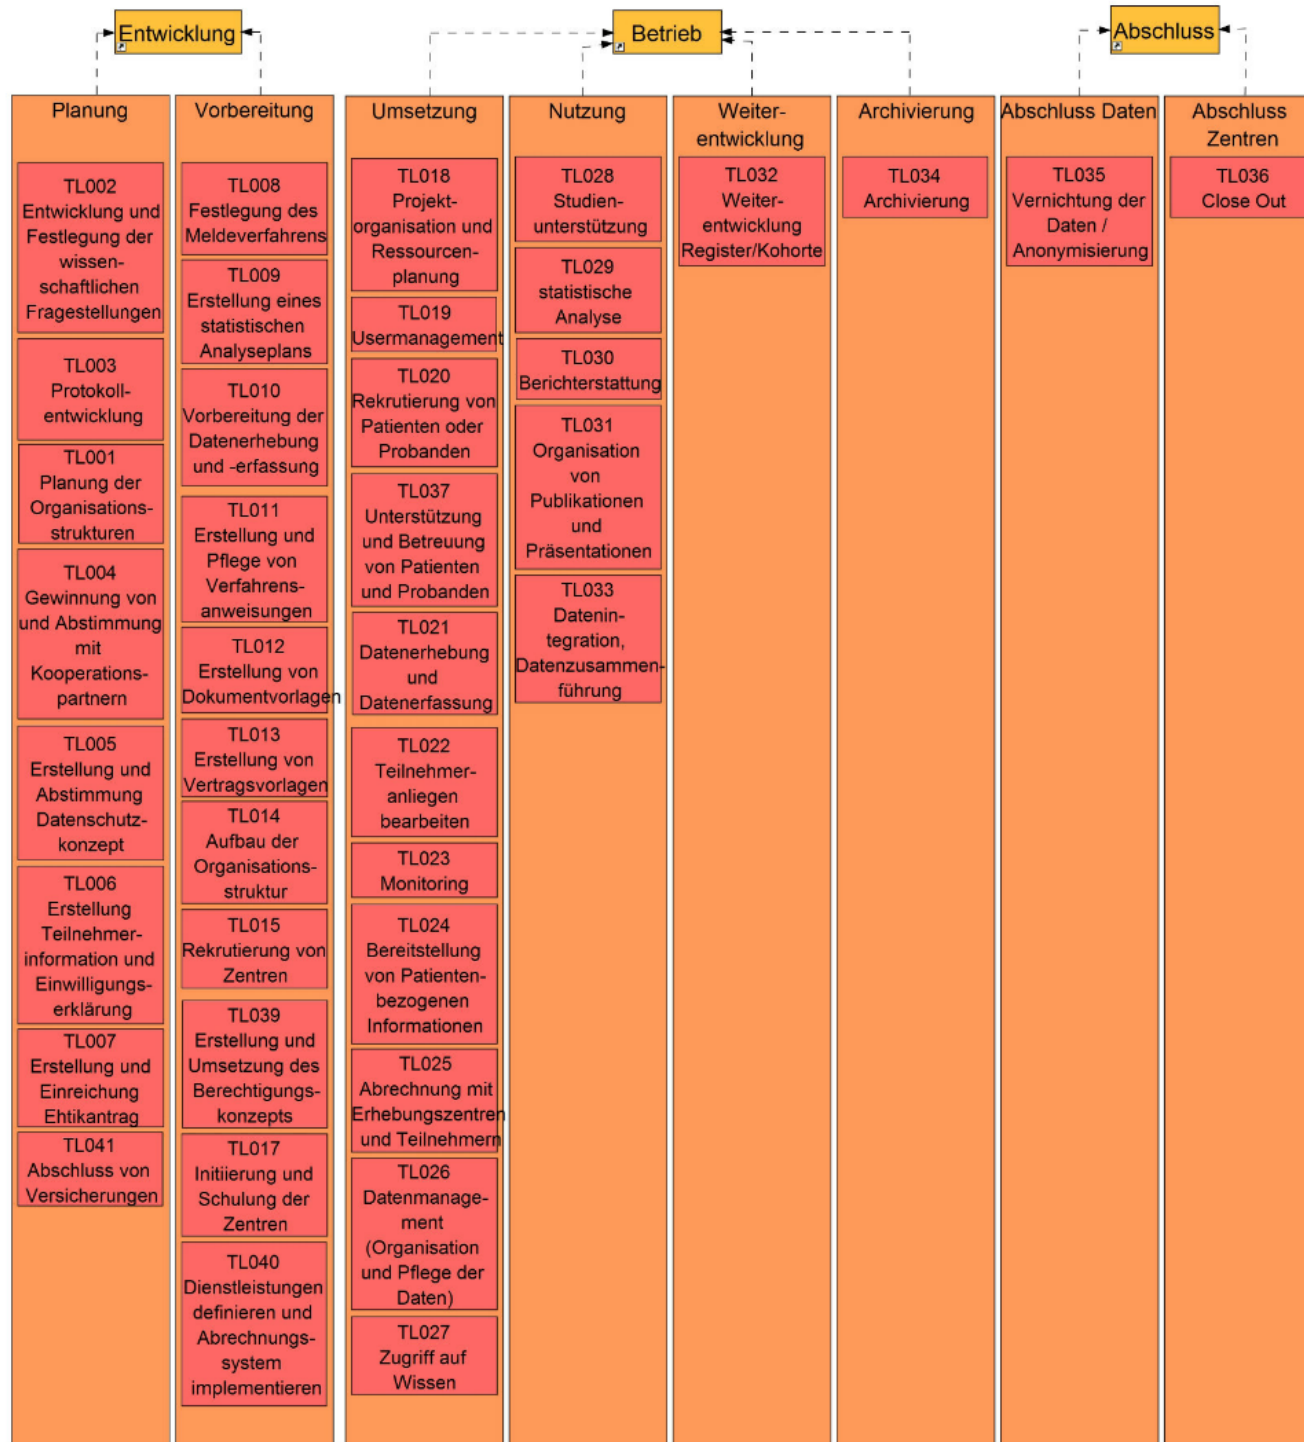 Entwicklung
Betrieb
Abschluss
Planung
TL002
Entwicklung und
Festlegung der
wissen-
schaftlichen
Fragestellungen
TL003
Protokoll-
entwicklung
TL001
Planung der
Organisations-
strukturen
TL004
Gewinnung von
und Abstimmung
mit
Kooperations-
partnern
TL005
Erstellung und
Abstimmung
Datenschutz-
konzept
TL006
Erstellung
Teilnehmer-
information und
Einwilligungs-
erklärung
TL007
Erstellung und
Einreichung
Ehtikantrag
TL041
Abschluss von
Versicherungen
Vorbereitung
TL008
Festlegung des
Meldeverfahrens
TL009
Erstellung eines
statistischen
Analyseplans
TL010
Vorbereitung der
Datenerhebung
und -erfassung
TL011
Erstellung und
Pflege von
Verfahrens-
anweisungen
TL012
Erstellung von
Dokumentvorlagen
TL013
Erstellung von
Vertragsvorlagen
TL014
Aufbau der
Organisations-
struktur
TL015
Rekrutierung von
Zentren
TL039
Erstellung und
Umsetzung des
Berechtigungs-
konzepts
TL017
Initiierung und
Schulung der
Zentren
TL040
Dienstleistungen
definieren und
Abrechnungs-
system
implementieren
Umsetzung
TL018
Projekt-
organisation und
Ressourcen-
planung
TL019
Usermanagement
TL020
Rekrutierung von
Patienten oder
Probanden
TL037
Unterstützung
und Betreuung
von Patienten
und Probanden
TL021
Datenerhebung
und
Datenerfassung
TL022
Teilnehmer-
anliegen
bearbeiten
TL023
Monitoring
TL024
Bereitstellung
von Patienten-
bezogenen
Informationen
TL025
Abrechnung mit
Erhebungszentren
und Teilnehmern
TL026
Datenmanage-
ment
(Organisation
und Pflege der
Daten)
TL027
Zugriff auf
Wissen
Nutzung
TL028
Studien-
unterstützung
TL029
statistische
Analyse
TL030
Berichterstattung
TL031
Organisation
von
Publikationen
und
Präsentationen
TL033
Datenin-
tegration,
Datenzusammen-
führung
Weiter-
entwicklung
TL032
Weiter-
entwicklung
Register/Kohorte
Archivierung
TL034
Archivierung
Abschluss Daten
TL035
Vernichtung der
Daten /
Anonymisierung
Abschluss
Zentren
TL036
Close Out